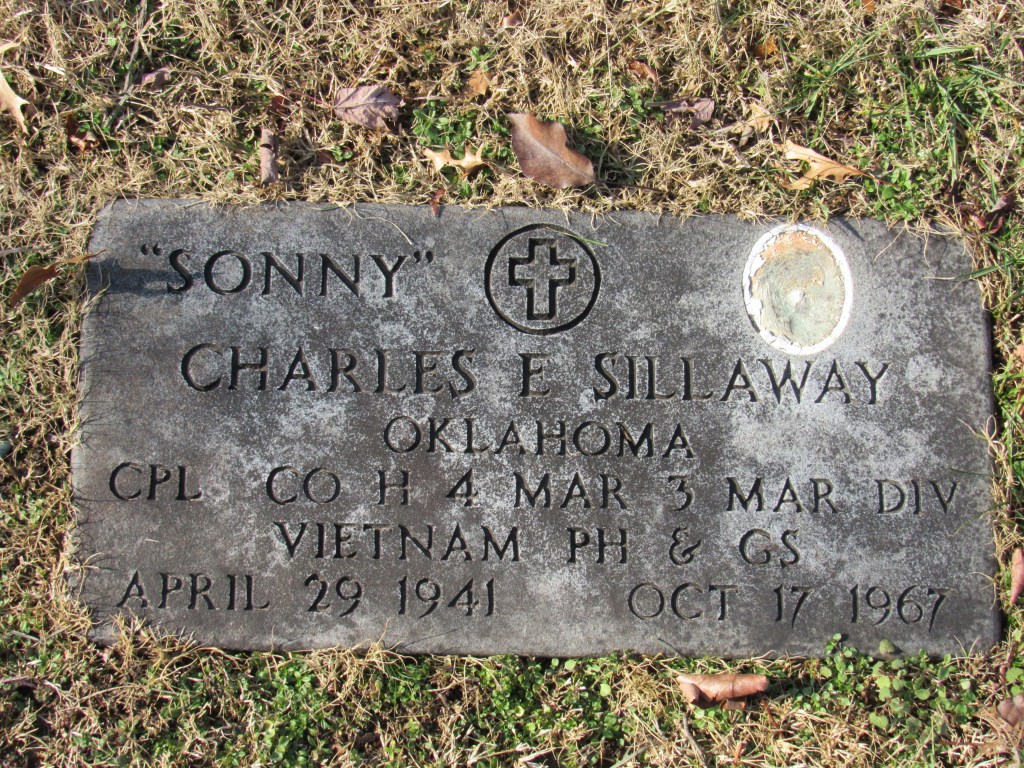 “SONNY”
CHARLES E SILLAWAY
OKLAHOMA
CPL CO H 4 MAR 3 MAR DIV
VIETNAM PH & GS
APRIL 29 1941 OCT 17 1967